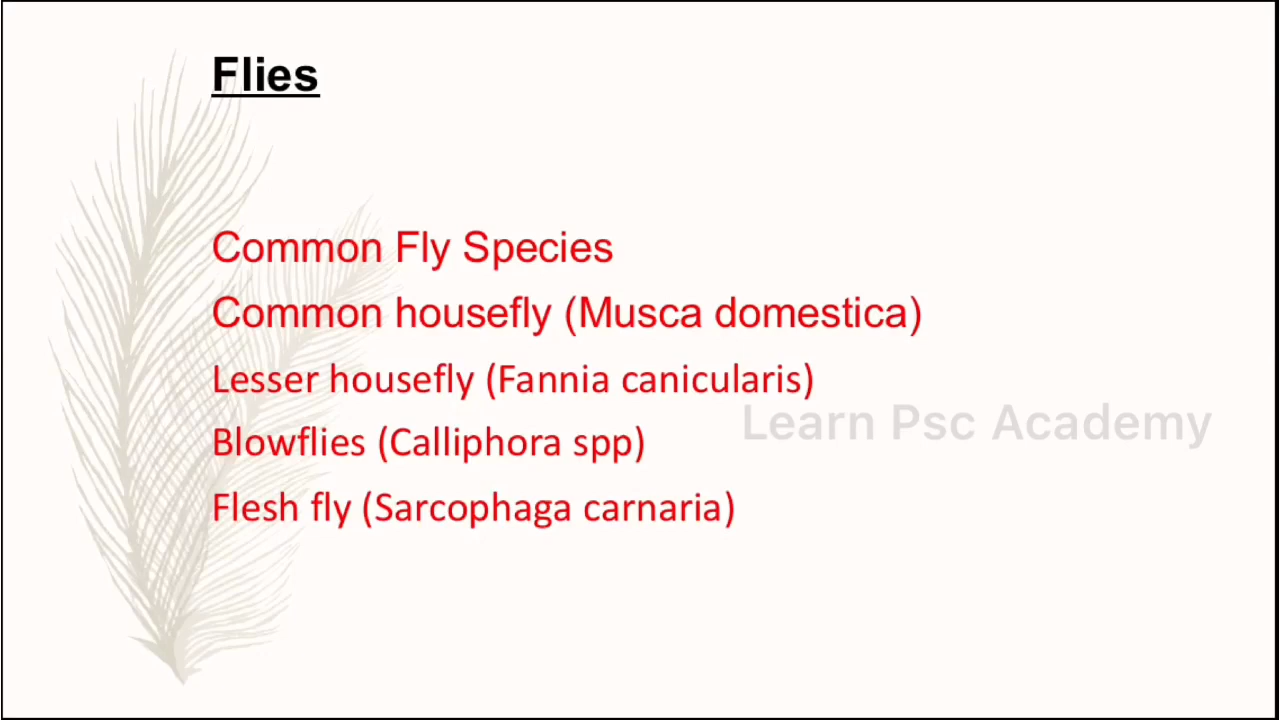 Flies
Common Fly Species
Common housefly (Musca domestica)
Lesser housefly (Fannia canicularis)
Learn Psc Academy
Blowflies (Calliphora spp)
Flesh fly (Sarcophaga carnaria)